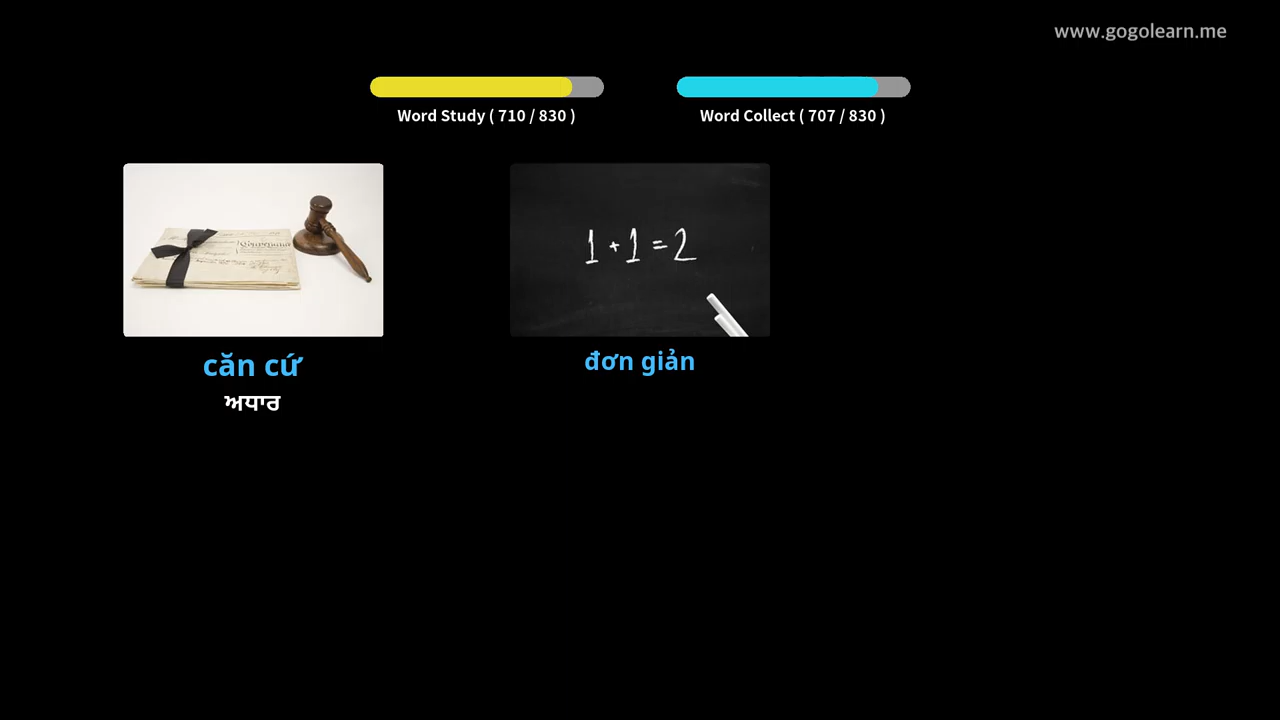 www.gogolearn.me
Word Study ( 710 / 830 )
Word Collect ( 707 / 830 )
1 + 1 = 2
căn cứ
đơn giản
ਅਧਾਰ